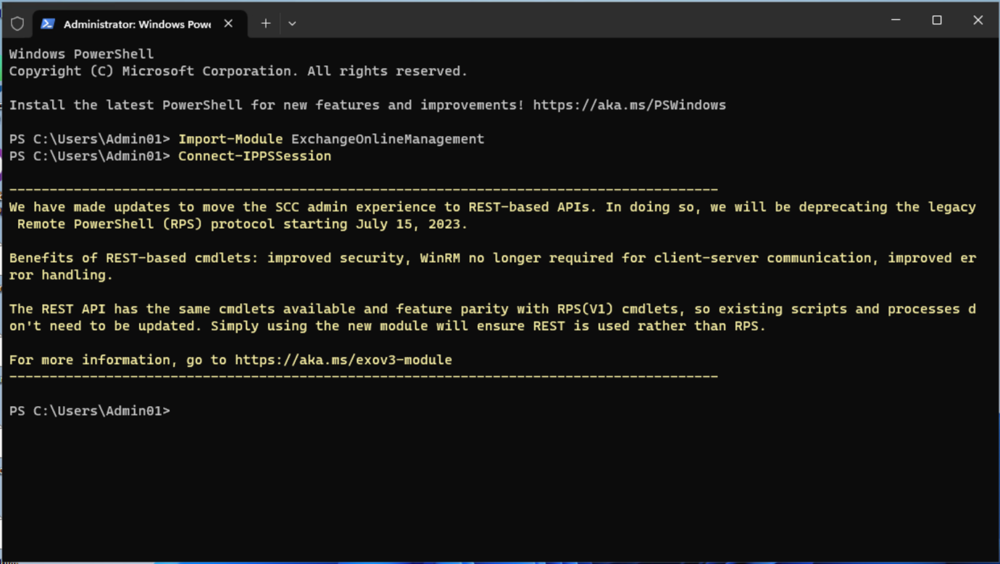 Administrator: Windows Powe
Windows PowerShell
Copyright (C) Microsoft Corporation. All rights reserved.
Install the latest PowerShell for new features and improvements! https://aka.ms/PSWindows
PS C:\Users\Admin01> Import-Module ExchangeOnlineManagement
PS C:\Users\Admin01> Connect-IPPSSession
----------------------------------------------------------------------------------------
We have made updates to move the SCC admin experience to REST-based APIs. In doing so, we will be deprecating the legacy
 Remote PowerShell (RPS) protocol starting July 15, 2023.
Benefits of REST-based cmdlets: improved security, WinRM no longer required for client-server communication, improved er
ror handling.
The REST API has the same cmdlets available and feature parity with RPS(V1) cmdlets, so existing scripts and processes d
on't need to be updated. Simply using the new module will ensure REST is used rather than RPS.
For more information, go to https://aka.ms/exov3-module
----------------------------------------------------------------------------------------
PS C:\Users\Admin01>